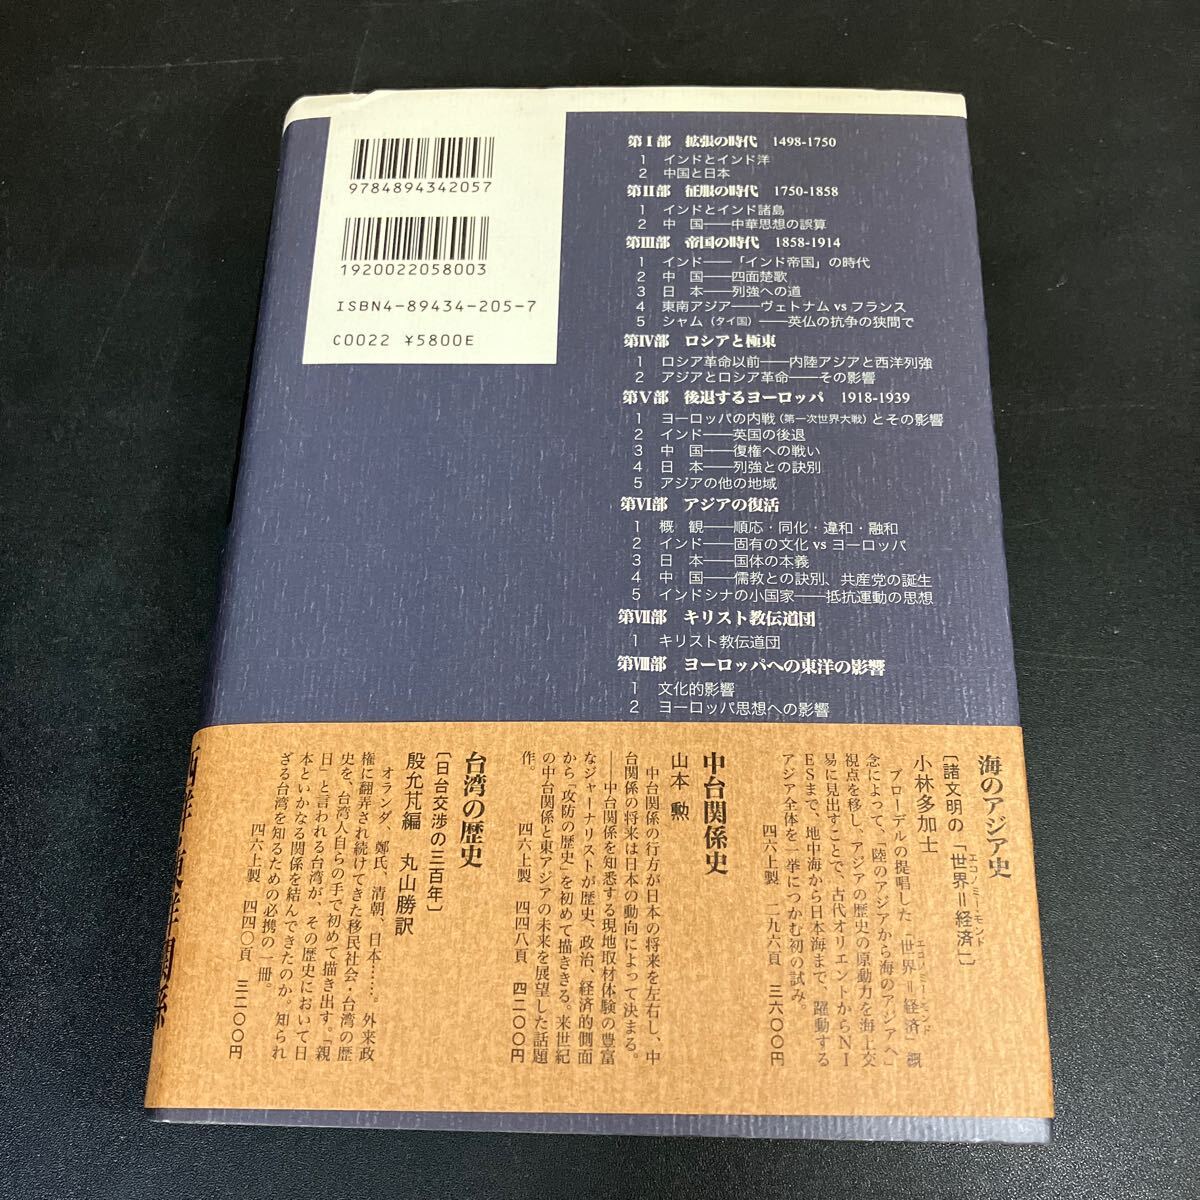 9784894342057
1920022058003
ISBN4-89434-205-7
C0022 ¥5800E
第Ⅰ部 拡張の時代 1498-1750
1 インドとインド洋
2 中国と日本
第Ⅱ部 征服の時代 1750-1858
1 インドとインド諸島
2 中 国――中華思想の誤算
第Ⅲ部 帝国の時代 1858-1914
1 インド――「インド帝国」の時代
2 中 国――四面楚歌
3 日 本――列強への道
4 東南アジア――ヴェトナム vs フランス
5 シャム（タイ国）――英仏の抗争の狭間で
第Ⅳ部 ロシアと極東
1 ロシア革命以前――内陸アジアと西洋列強
2 アジアとロシア革命――その影響
第Ⅴ部 後退するヨーロッパ 1918-1939
1 ヨーロッパの内戦（第一次世界大戦）とその影響
2 インド――英国の後退
3 中 国――復権への戦い
4 日 本――列強との訣別
5 アジアの他の地域
第Ⅵ部 アジアの復活
1 概 観――順応・同化・違和・融和
2 インド――固有の文化 vs ヨーロッパ
3 日 本――国体の本義
4 中 国――儒教との訣別、共産党の誕生
5 インドシナの小国家――抵抗運動の思想
第Ⅶ部 キリスト教伝道団
1 キリスト教伝道団
第Ⅷ部 ヨーロッパへの東洋の影響
1 文化的影響
2 ヨーロッパ思想への影響
海のアジア史
〔諸文明の「世界＝経済」〕
エコノミー・モンド
小林多加士
ブローデルの提唱した「世界＝経済」概
エコノミー・モンド
念によって、「陸のアジアから海のアジアへ」
視点を移し、アジアの歴史の原動力を海上交
易に見出すことで、古代オリエントからNI
ESまで、地中海から日本海まで、躍動する
アジア全体を一挙につかむ初の試み。
四六上製 二九六頁 三六〇〇円
中台関係史
山本 勲
中台関係の行方が日本の将来を左右し、中
台関係の将来は日本の動向によって決まる。
――中台関係を知悉する現地取材体験の豊富
なジャーナリストが歴史、政治、経済的側面
から「攻防の歴史」を初めて描ききる。来世紀
の中台関係と東アジアの未来を展望した話題
作。
四六上製 四四八頁 四二〇〇円
台湾の歴史
〔日台交渉の三百年〕
殷允芃編 丸山勝訳
オランダ、鄭氏、清朝、日本……。外来政
権に翻弄され続けてきた移民社会・台湾の歴
史を、台湾人自らの手で初めて描き出す。「親
日」と言われる台湾が、その歴史において日
本といかなる関係を結んできたのか。知られ
ざる台湾を知るための必携の一冊。
四六上製 四四〇頁 三二〇〇円